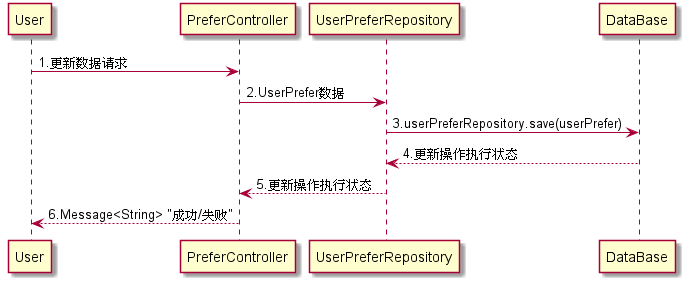 User PreferController UserPreferRepository DataBase
1.更新数据请求
2.UserPrefer数据
3.userPreferRepository.save(userPrefer)
4.更新操作执行状态
5.更新操作执行状态
6.Message<String> "成功/失败"
User PreferController UserPreferRepository DataBase